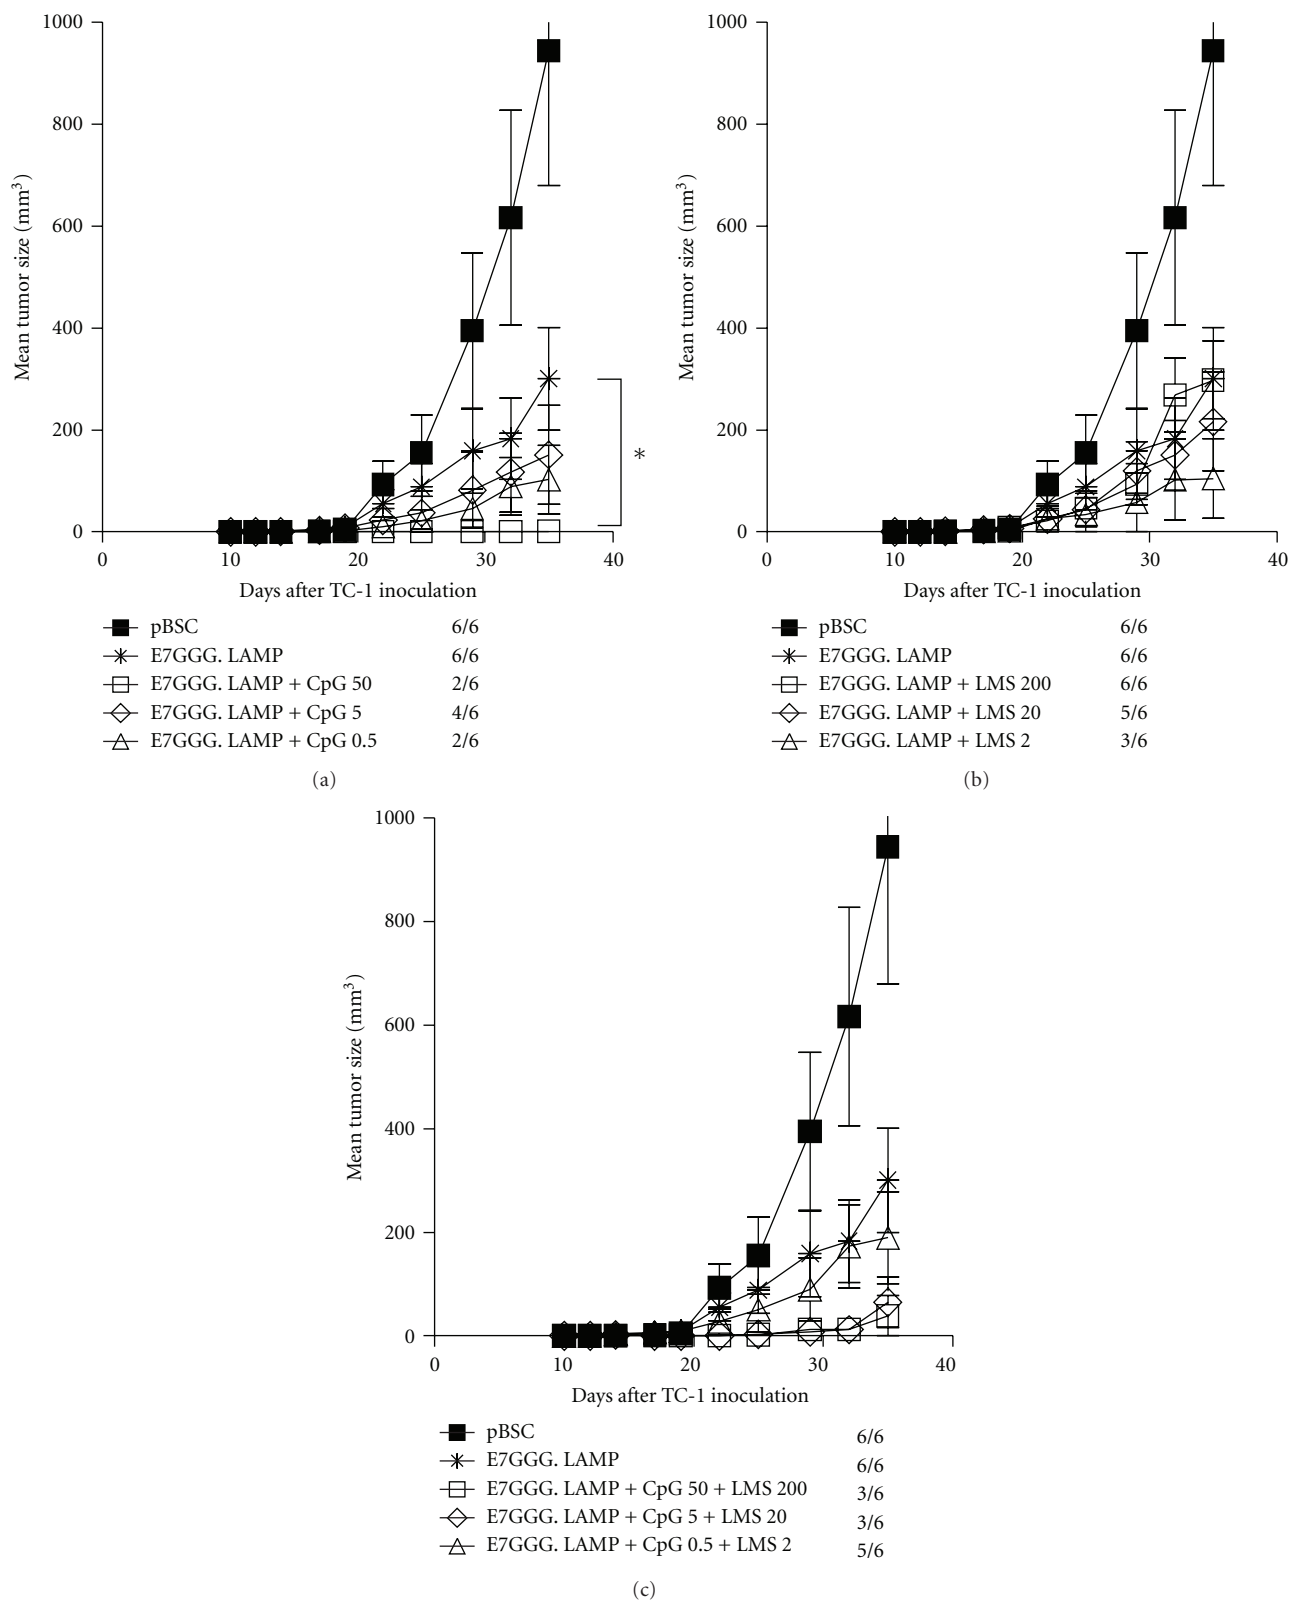 1000
800
600
400
200
0
Mean tumor size (mm³)
0 10 20 30 40
Days after TC-1 inoculation
*
pBSC 6/6
E7GGG. LAMP 6/6
E7GGG. LAMP + CpG 50 2/6
E7GGG. LAMP + CpG 5 4/6
E7GGG. LAMP + CpG 0.5 2/6
(a)
1000
800
600
400
200
0
Mean tumor size (mm³)
0 10 20 30 40
Days after TC-1 inoculation
pBSC 6/6
E7GGG. LAMP 6/6
E7GGG. LAMP + LMS 200 6/6
E7GGG. LAMP + LMS 20 5/6
E7GGG. LAMP + LMS 2 3/6
(b)
1000
800
600
400
200
0
Mean tumor size (mm³)
0 10 20 30 40
Days after TC-1 inoculation
pBSC 6/6
E7GGG. LAMP 6/6
E7GGG. LAMP + CpG 50 + LMS 200 3/6
E7GGG. LAMP + CpG 5 + LMS 20 3/6
E7GGG. LAMP + CpG 0.5 + LMS 2 5/6
(c)